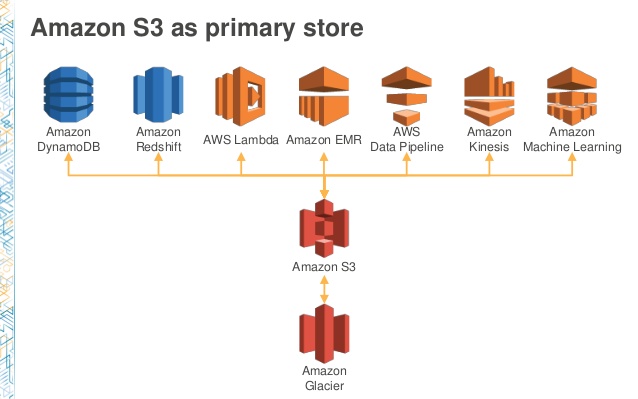 Amazon S3 as primary store
Amazon
DynamoDB
Amazon
Redshift
AWS Lambda
Amazon EMR
AWS
Data Pipeline
Amazon
Kinesis
Amazon
Machine Learning
Amazon S3
Amazon
Glacier